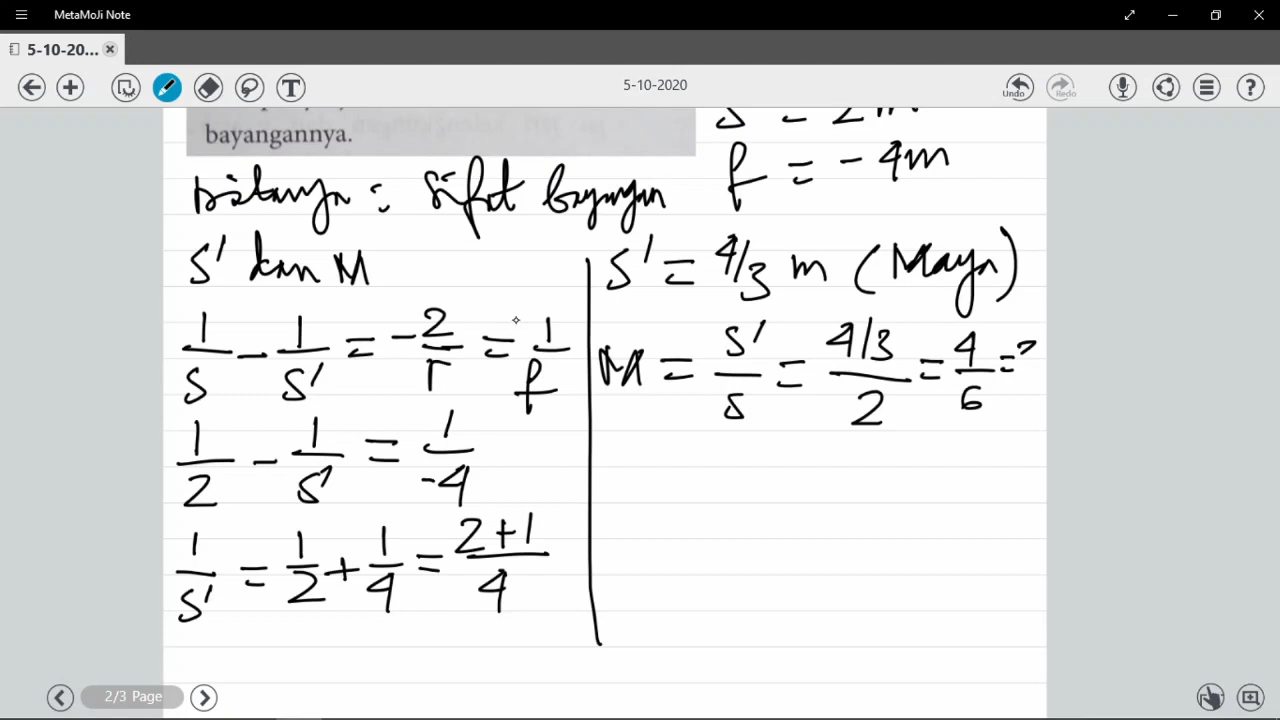 MetaMoJi Note
5-10-20...
5-10-2020
Undo
Redo
bayangannya.
s = 2m
f = -4m
Ditanya : Sifat bayangan
s' dan M
1/s - 1/s' = -2/r = 1/f
1/2 - 1/s' = 1/-4
1/s' = 1/2 + 1/4 = 2+1/4
s' = 4/3 m (Maya)
M = s'/s = 4/3/2 = 4/6 =
2/3 Page